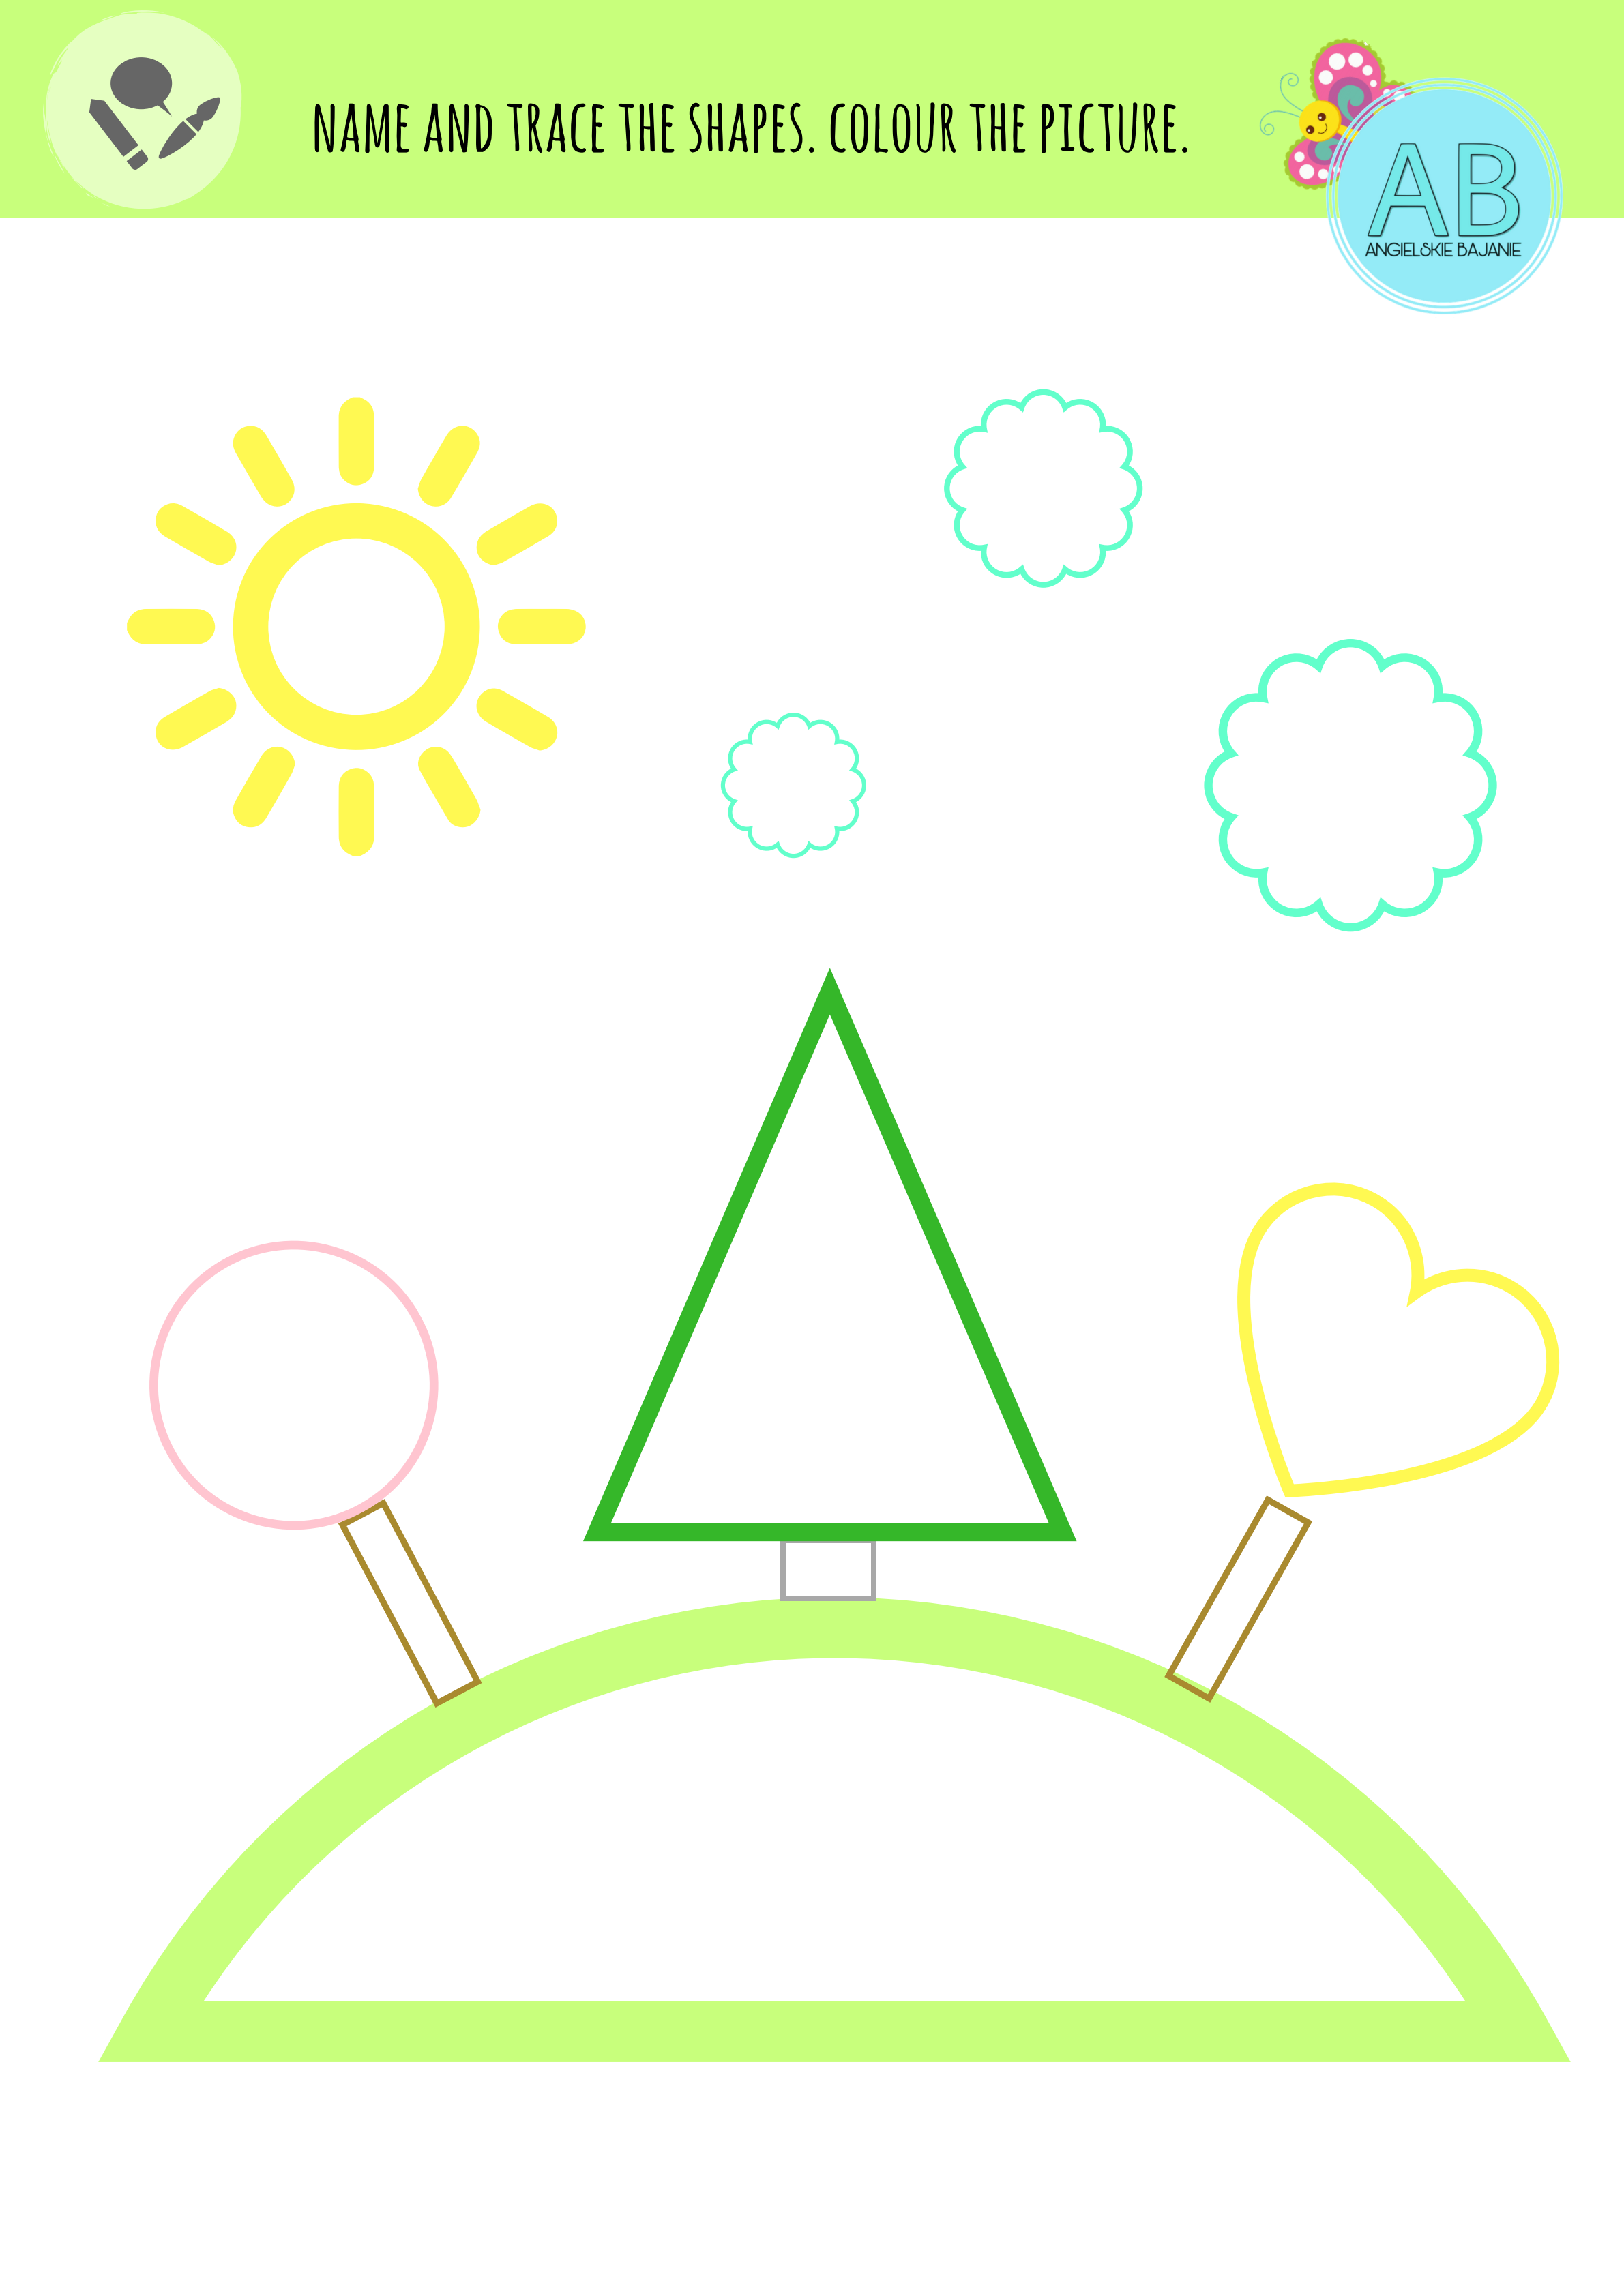 NAME AND TRACE THE SHAPES. COLOUR THE PICTURE.
AB
ANGIELSKIE BAJANIE